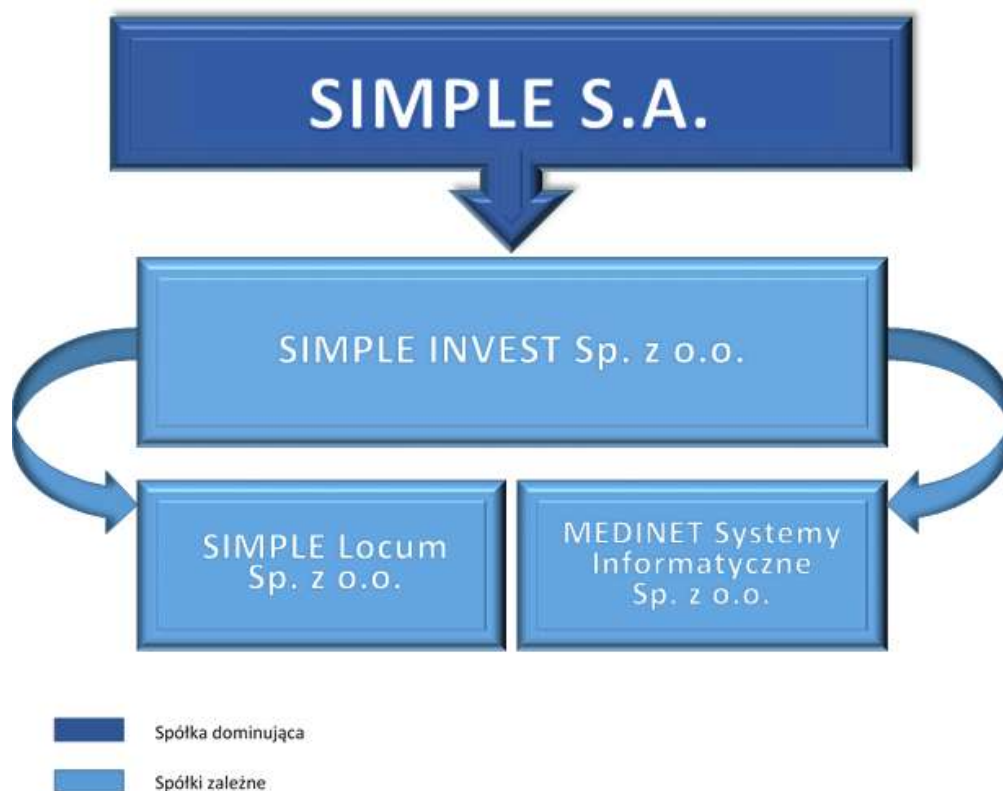 SIMPLE S.A.
SIMPLE INVEST Sp. z o.o.
SIMPLE Locum
Sp. z o.o.
MEDINET Systemy
Informatyczne
Sp. z o.o.
Spółka dominująca
Spółki zależne